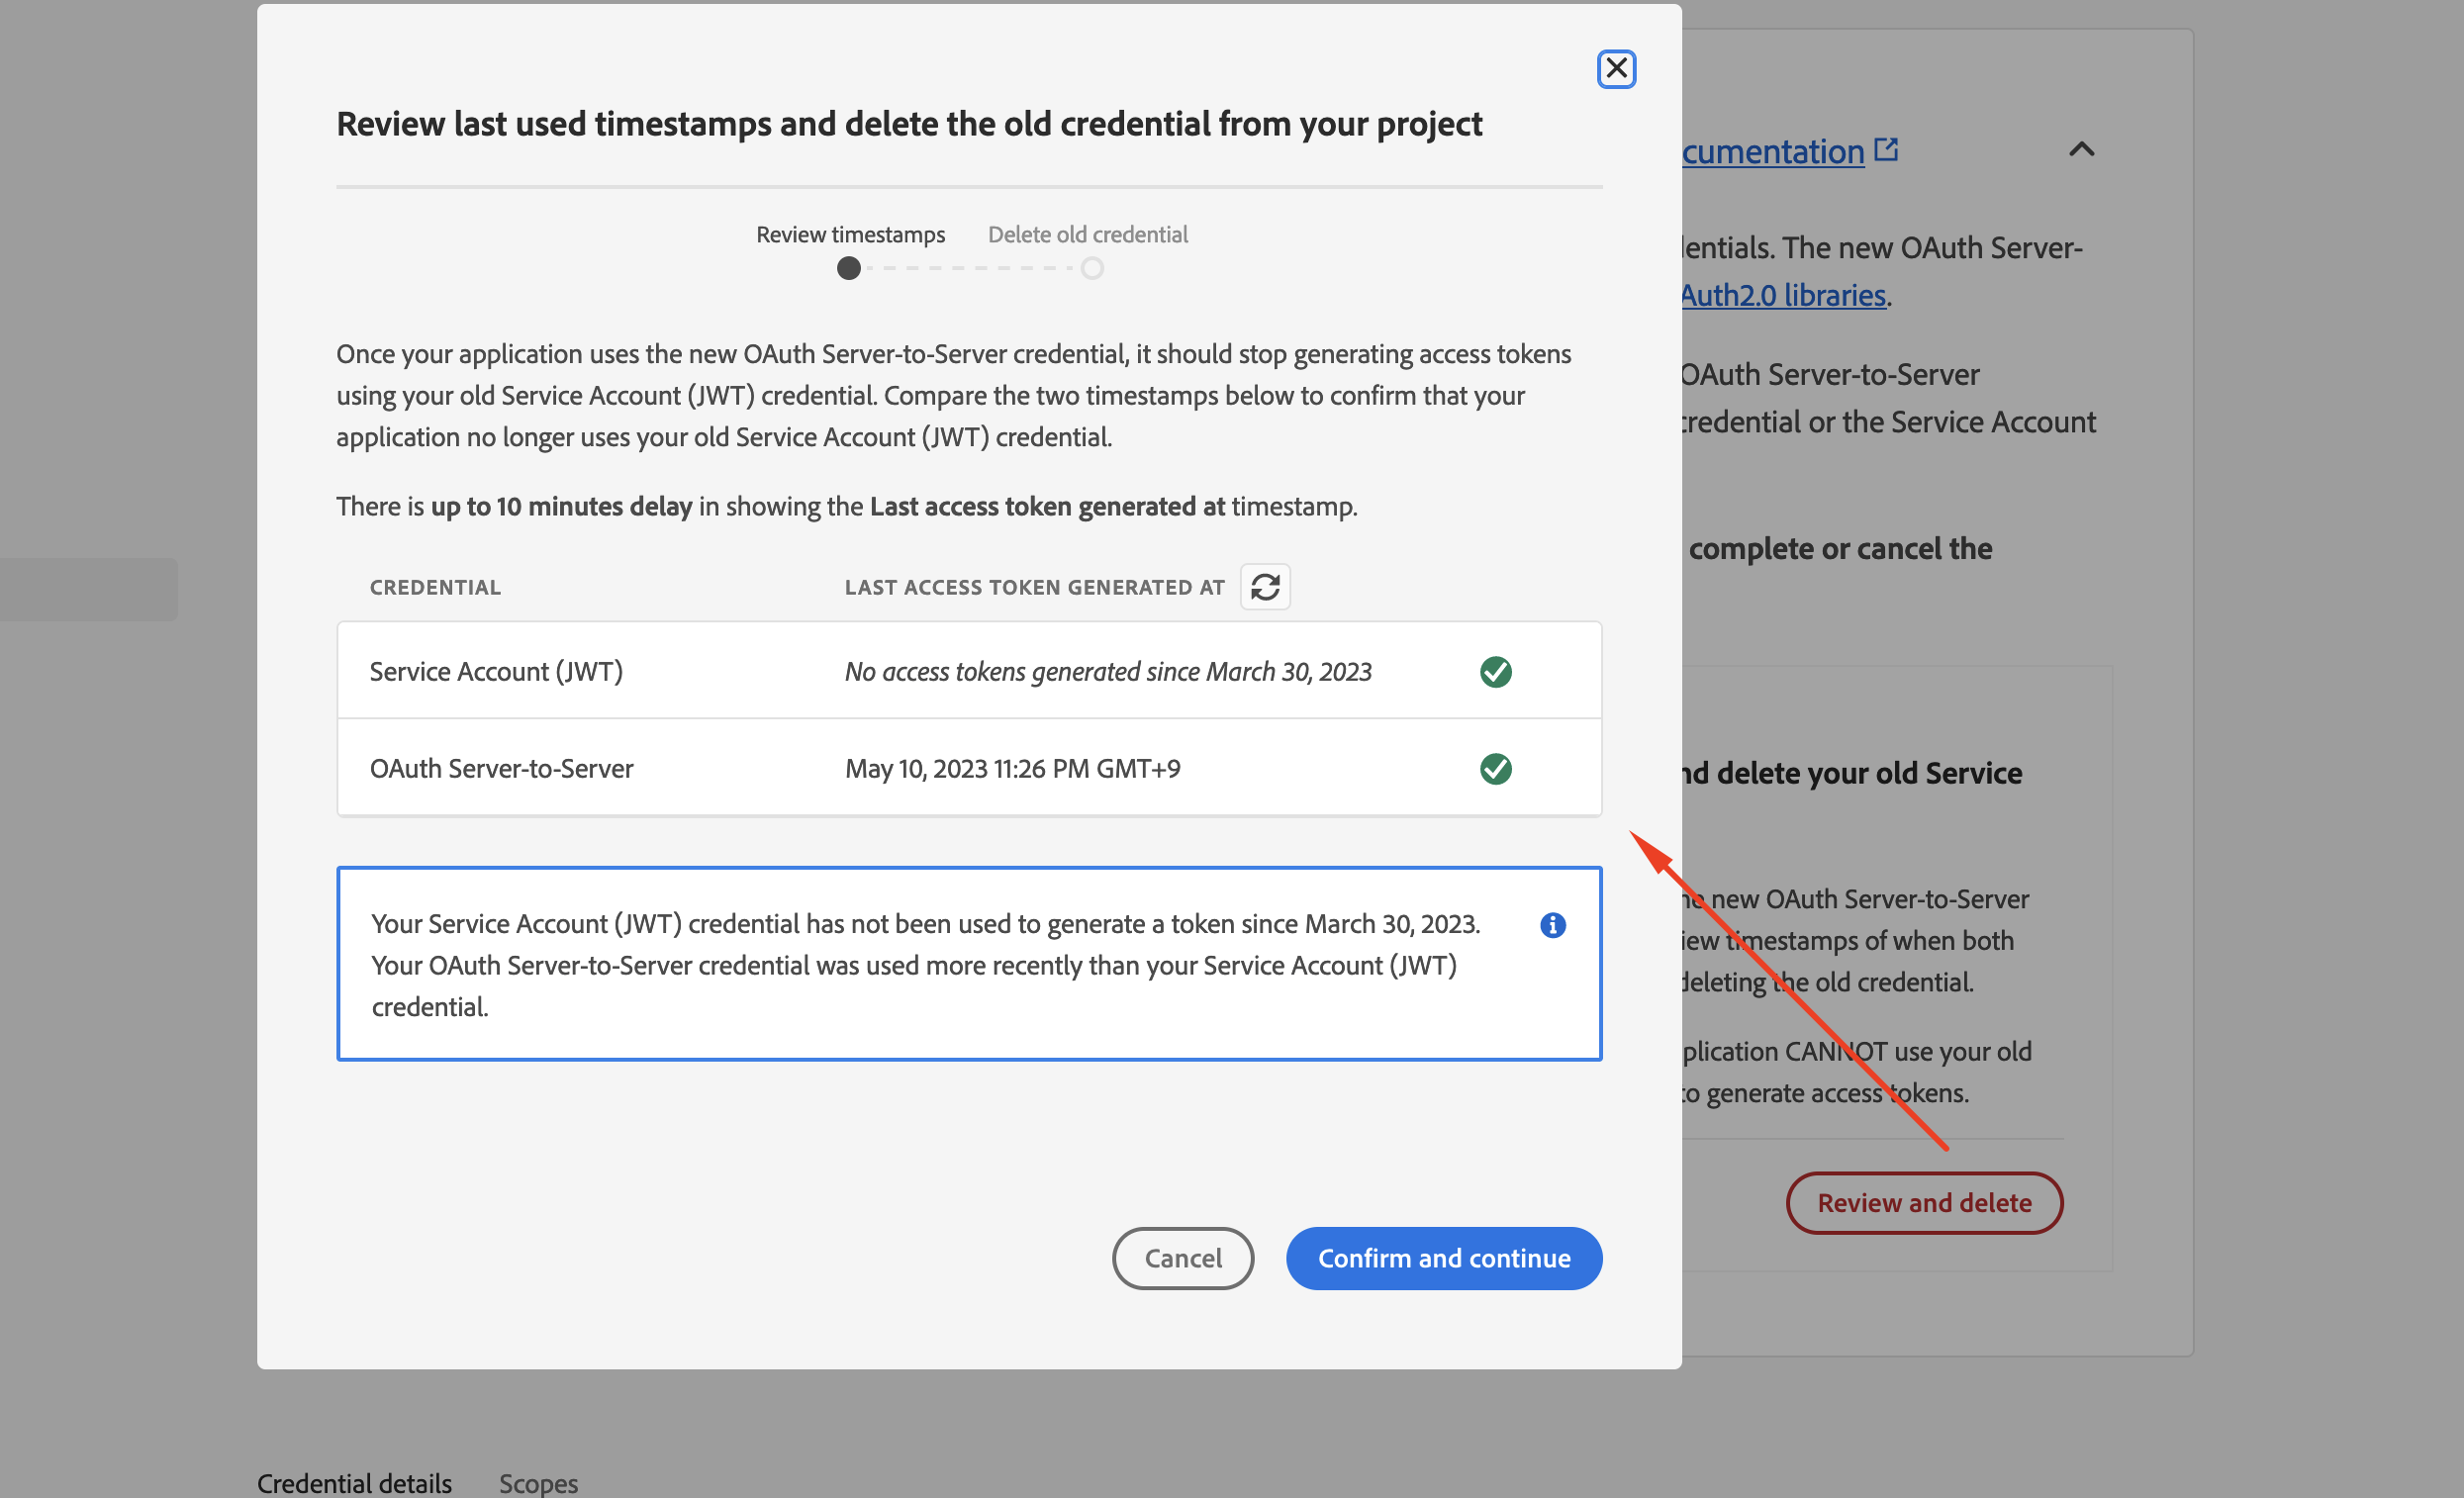 Review last used timestamps and delete the old credential from your project
Review timestamps
Delete old credential
Once your application uses the new OAuth Server-to-Server credential, it should stop generating access tokens
using your old Service Account (JWT) credential. Compare the two timestamps below to confirm that your
application no longer uses your old Service Account (JWT) credential.
There is up to 10 minutes delay in showing the Last access token generated at timestamp.
CREDENTIAL
LAST ACCESS TOKEN GENERATED AT
Service Account (JWT)
No access tokens generated since March 30, 2023
OAuth Server-to-Server
May 10, 2023 11:26 PM GMT+9
Your Service Account (JWT) credential has not been used to generate a token since March 30, 2023.
Your OAuth Server-to-Server credential was used more recently than your Service Account (JWT)
credential.
Cancel
Confirm and continue
cumentation
entials. The new OAuth Server-
Auth2.0 libraries.
OAuth Server-to-Server
credential or the Service Account
complete or cancel the
nd delete your old Service
new OAuth Server-to-Server
iew timestamps of when both
deleting the old credential.
plication CANNOT use your old
to generate access tokens.
Review and delete
Credential details
Scopes